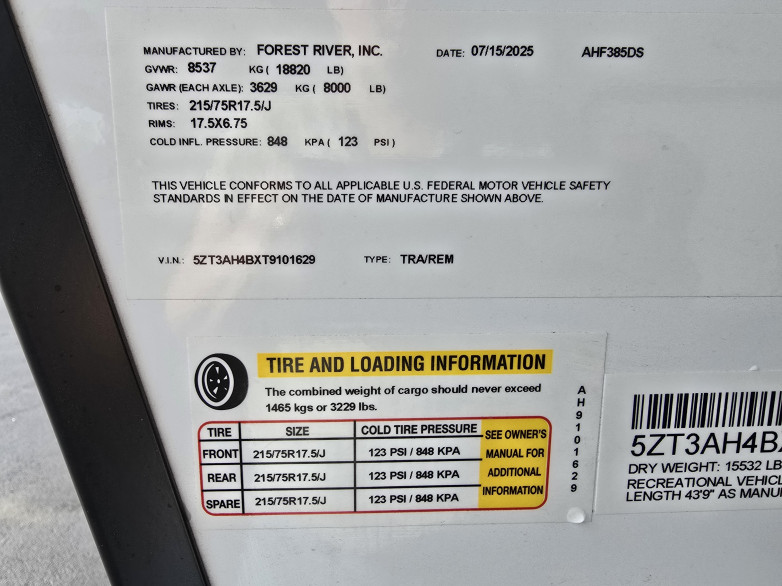 MANUFACTURED BY: FOREST RIVER, INC. DATE: 07/15/2025 AHF385DS
GVWR: 8537 KG ( 18820 LB)
GAWR (EACH AXLE): 3629 KG ( 8000 LB)
TIRES: 215/75R17.5/J
RIMS: 17.5X6.75
COLD INFL. PRESSURE: 848 KPA ( 123 PSI )
THIS VEHICLE CONFORMS TO ALL APPLICABLE U.S. FEDERAL MOTOR VEHICLE SAFETY
STANDARDS IN EFFECT ON THE DATE OF MANUFACTURE SHOWN ABOVE.
V.I.N.: 5ZT3AH4BXT9101629 TYPE: TRA/REM
TIRE AND LOADING INFORMATION
The combined weight of cargo should never exceed
1465 kgs or 3229 lbs.
TIRE SIZE COLD TIRE PRESSURE
FRONT 215/75R17.5/J 123 PSI / 848 KPA
REAR 215/75R17.5/J 123 PSI / 848 KPA
SPARE 215/75R17.5/J 123 PSI / 848 KPA
SEE OWNER'S
MANUAL FOR
ADDITIONAL
INFORMATION
AH9101629
5ZT3AH4BX
DRY WEIGHT: 15532 LB
RECREATIONAL VEHICL
LENGTH 43'9" AS MANU